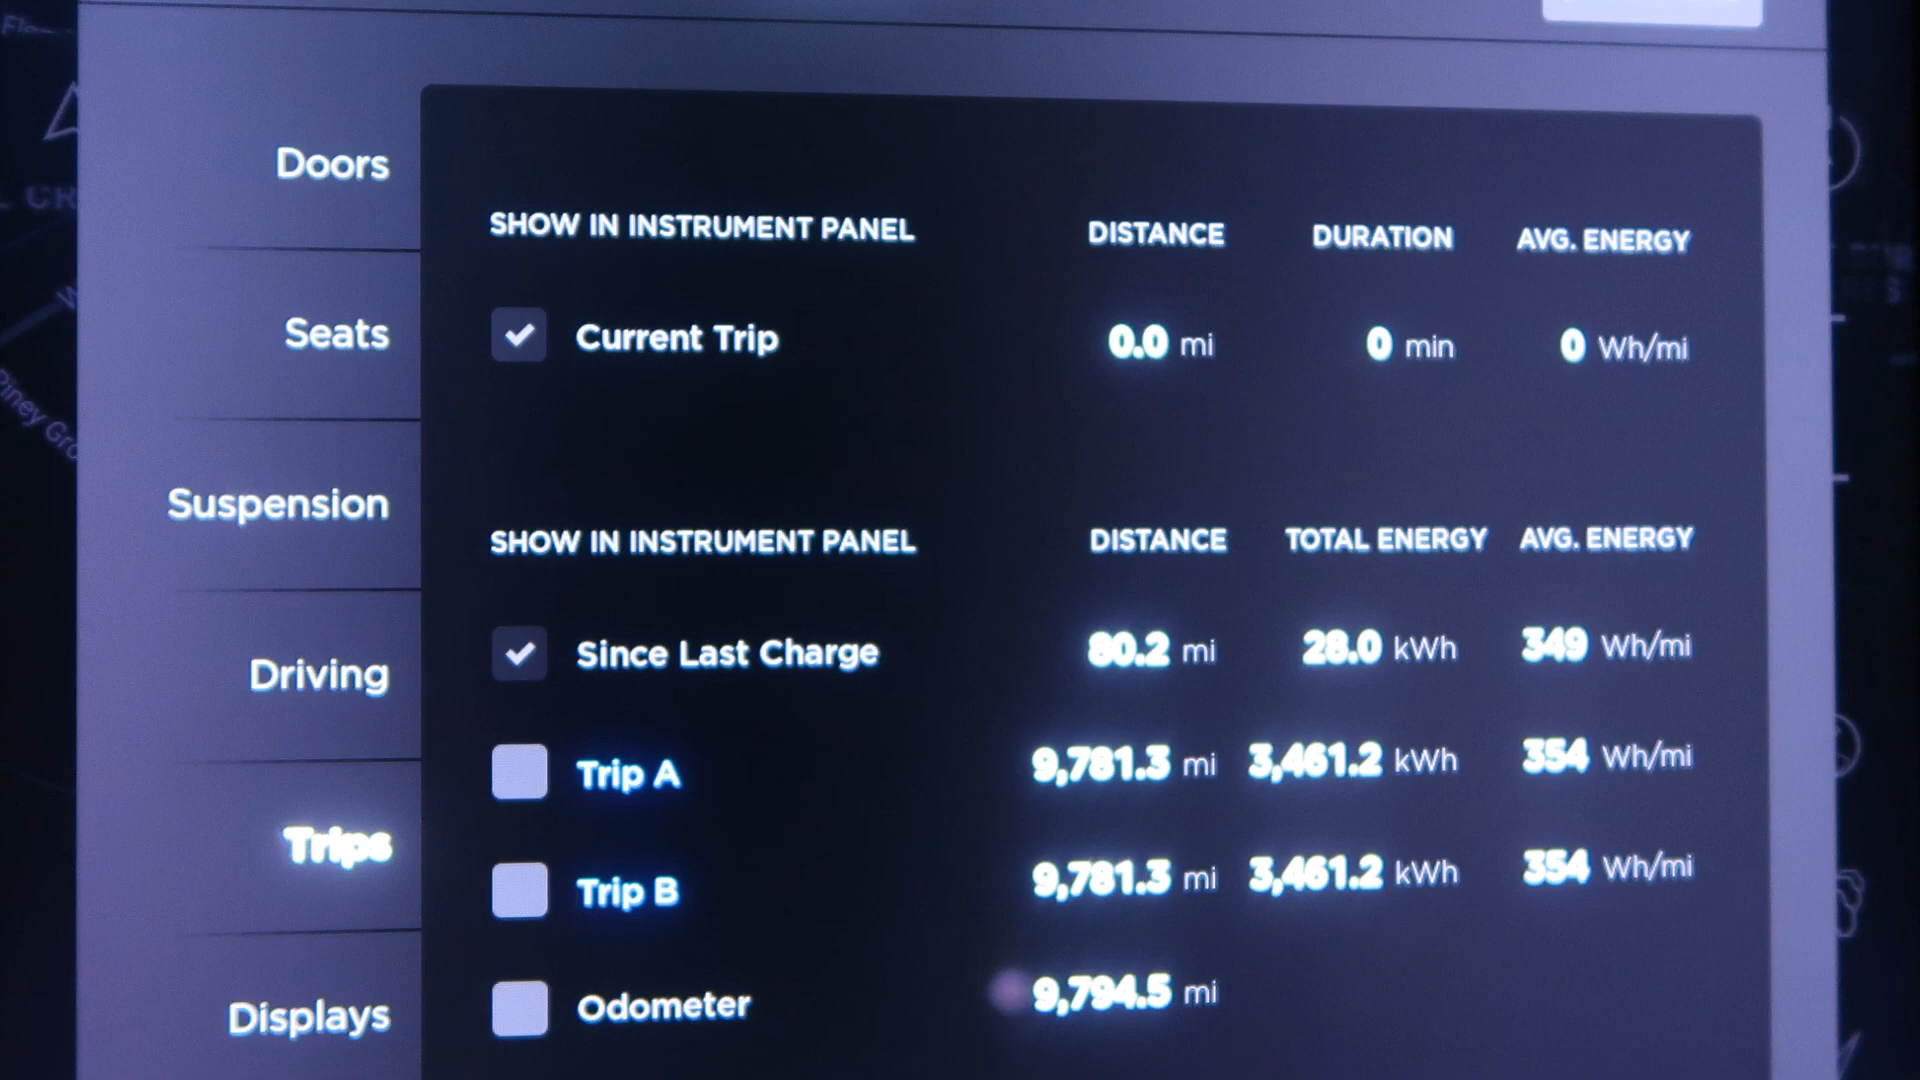 Doors
Seats
Suspension
Driving
Trips
Displays
SHOW IN INSTRUMENT PANEL DISTANCE DURATION AVG. ENERGY
Current Trip 0.0 mi 0 min 0 Wh/mi
SHOW IN INSTRUMENT PANEL DISTANCE TOTAL ENERGY AVG. ENERGY
Since Last Charge 80.2 mi 28.0 kWh 349 Wh/mi
Trip A 9,781.3 mi 3,461.2 kWh 354 Wh/mi
Trip B 9,781.3 mi 3,461.2 kWh 354 Wh/mi
Odometer 9,794.5 mi